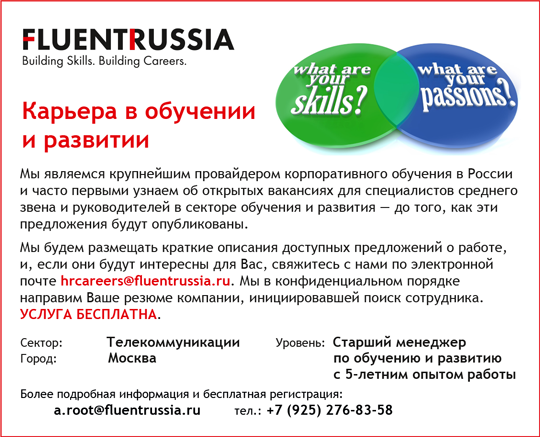 FLUENTRUSSIA
Building Skills. Building Careers.
what are your skills?
what are your passions?
Карьера в обучении
и развитии
Мы являемся крупнейшим провайдером корпоративного обучения в России
и часто первыми узнаем об открытых вакансиях для специалистов среднего
звена и руководителей в секторе обучения и развития — до того, как эти
предложения будут опубликованы.
Мы будем размещать краткие описания доступных предложений о работе,
и, если они будут интересны для Вас, свяжитесь с нами по электронной
почте hrcareers@fluentrussia.ru. Мы в конфиденциальном порядке
направим Ваше резюме компании, инициировавшей поиск сотрудника.
УСЛУГА БЕСПЛАТНА.
Сектор: Телекоммуникации Уровень: Старший менеджер
Город: Москва по обучению и развитию
с 5-летним опытом работы
Более подробная информация и бесплатная регистрация:
a.root@fluentrussia.ru тел.: +7 (925) 276-83-58